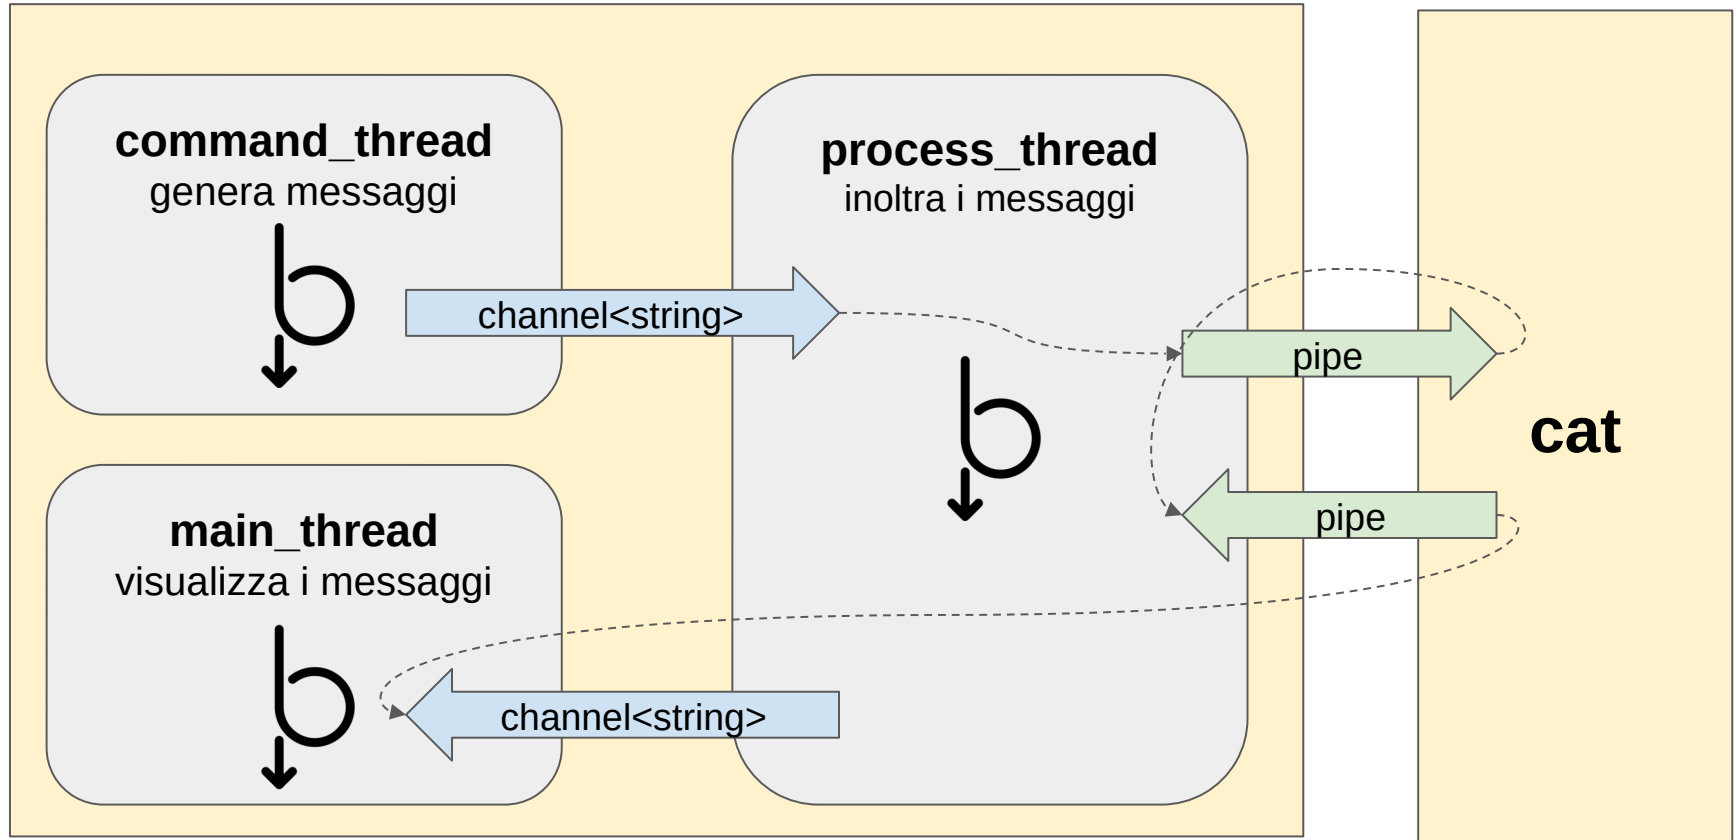 command_thread
genera messaggi
process_thread
inoltra i messaggi
channel<string>
pipe
cat
pipe
main_thread
visualizza i messaggi
channel<string>